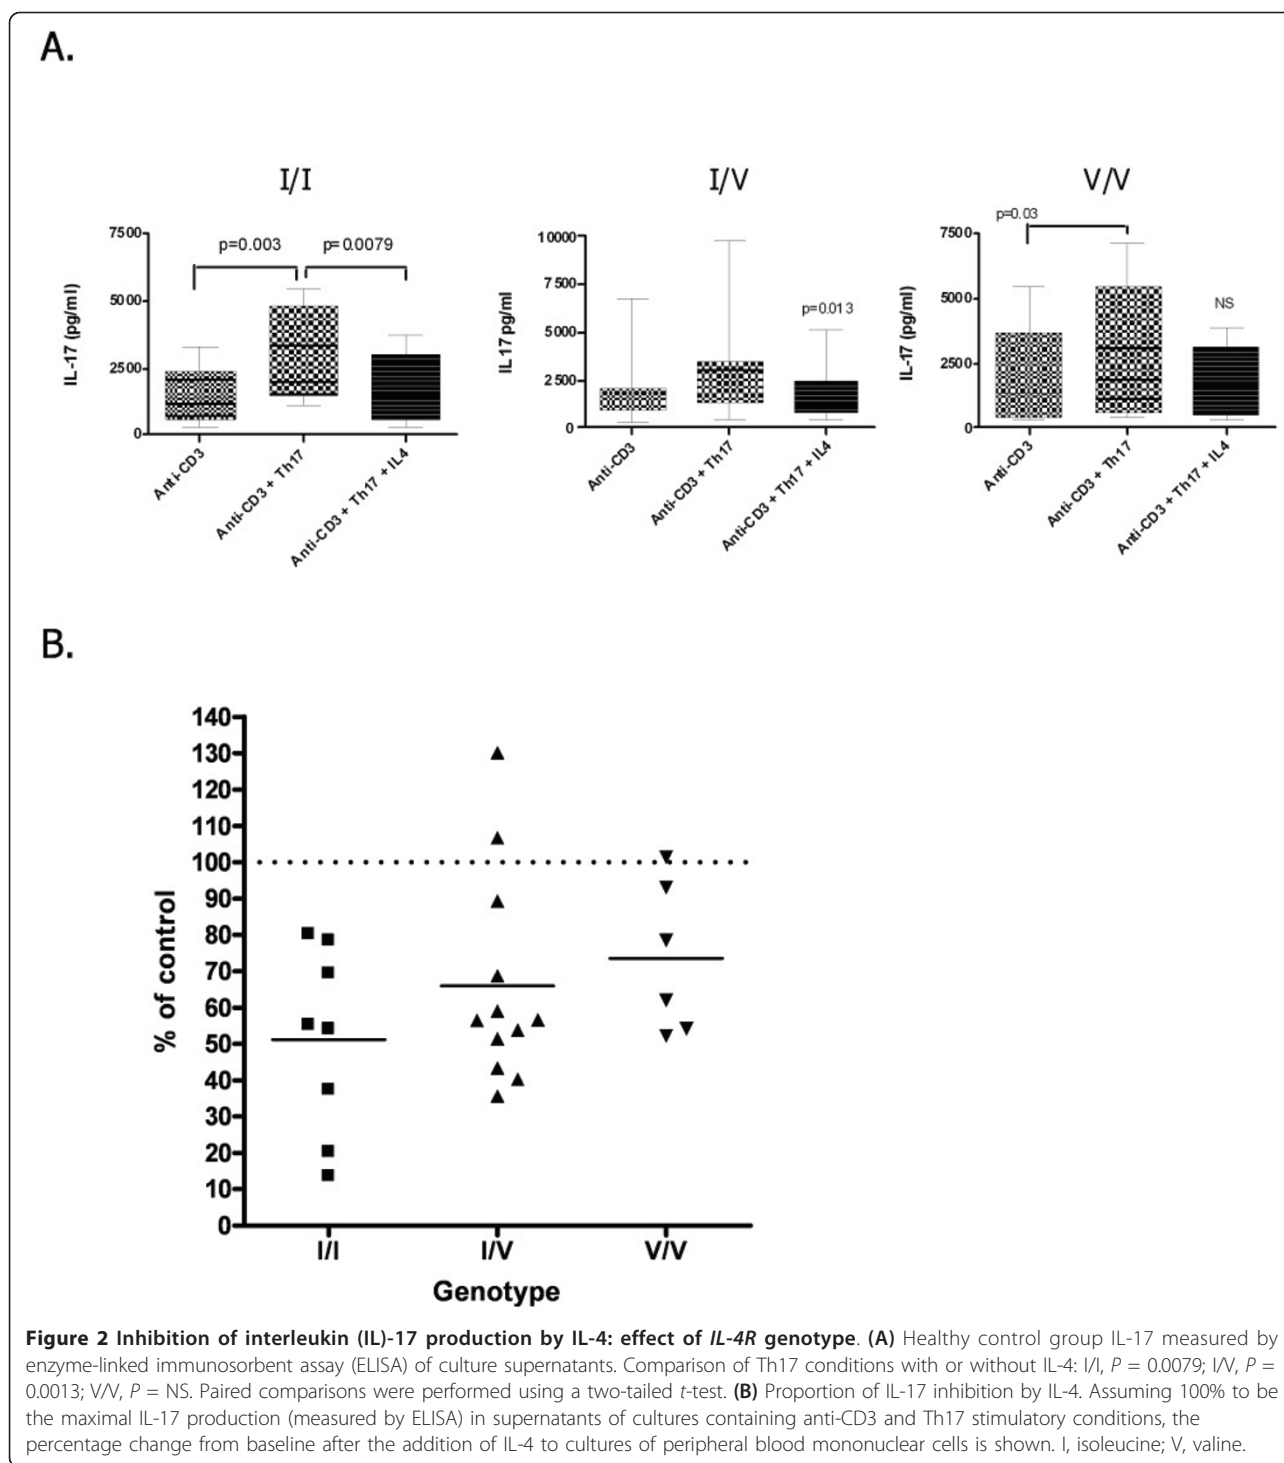 A.
I/I
I/V
V/V
p=0.003
p=0.0079
p=0.013
p=0.03
NS
IL-17 (pg/ml)
7500
5000
2500
0
Anti-CD3
Anti-CD3 + Th17
Anti-CD3 + Th17 + IL4
IL17 pg/ml
10000
7500
5000
2500
0
Anti-CD3
Anti-CD3 + Th17
Anti-CD3 + Th17 + IL4
IL-17 (pg/ml)
7500
5000
2500
0
Anti-CD3
Anti-CD3 + Th17
Anti-CD3 + Th17 + IL4
B.
% of control
140
130
120
110
100
90
80
70
60
50
40
30
20
10
0
I/I
I/V
V/V
Genotype
Figure 2 Inhibition of interleukin (IL)-17 production by IL-4: effect of IL-4R genotype. (A) Healthy control group IL-17 measured by
enzyme-linked immunosorbent assay (ELISA) of culture supernatants. Comparison of Th17 conditions with or without IL-4: I/I, P = 0.0079; I/V, P =
0.0013; V/V, P = NS. Paired comparisons were performed using a two-tailed t-test. (B) Proportion of IL-17 inhibition by IL-4. Assuming 100% to be
the maximal IL-17 production (measured by ELISA) in supernatants of cultures containing anti-CD3 and Th17 stimulatory conditions, the
percentage change from baseline after the addition of IL-4 to cultures of peripheral blood mononuclear cells is shown. I, isoleucine; V, valine.